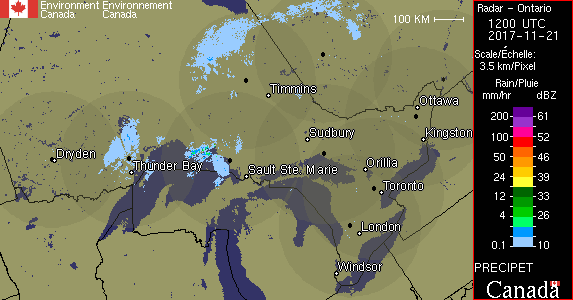 Environment Environnement
Canada Canada
100 KM
Timmins
Ottawa
Sudbury
Kingston
Dryden
Thunder Bay
Sault Ste. Marie
Orillia
Toronto
London
Windsor
Radar - Ontario
1200 UTC
2017-11-21
Scale/Échelle:
3.5 km/Pixel
Rain/Pluie
mm/hr dBZ
200 61
100 52
50 46
24 39
12 33
4 26
0.1 10
PRECIPET
Canada